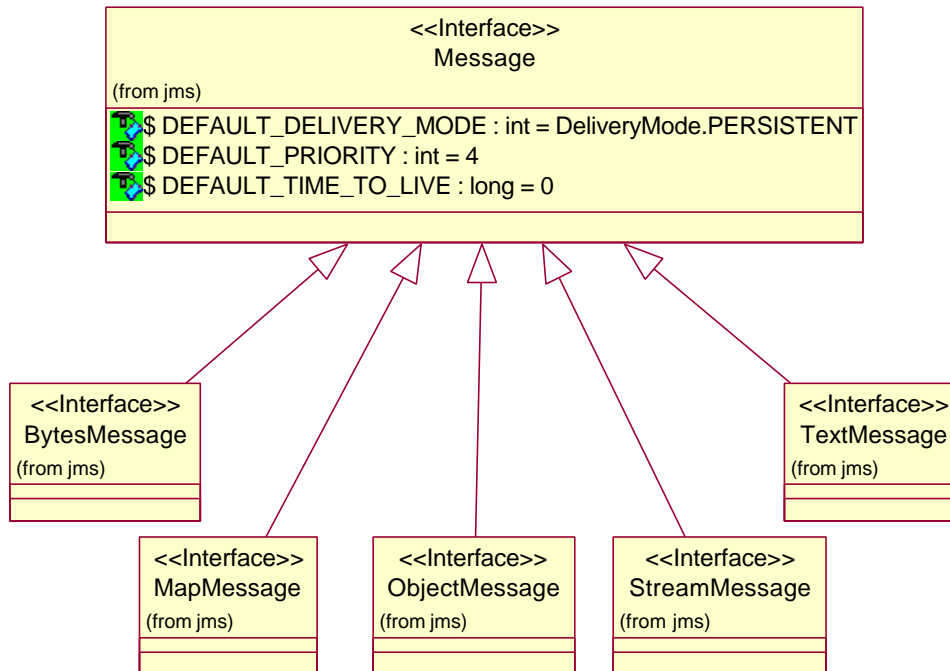 <<Interface>>
Message
(from jms)
$ DEFAULT_DELIVERY_MODE : int = DeliveryMode.PERSISTENT
$ DEFAULT_PRIORITY : int = 4
$ DEFAULT_TIME_TO_LIVE : long = 0
<<Interface>>
BytesMessage
(from jms)
<<Interface>>
TextMessage
(from jms)
<<Interface>>
MapMessage
(from jms)
<<Interface>>
ObjectMessage
(from jms)
<<Interface>>
StreamMessage
(from jms)